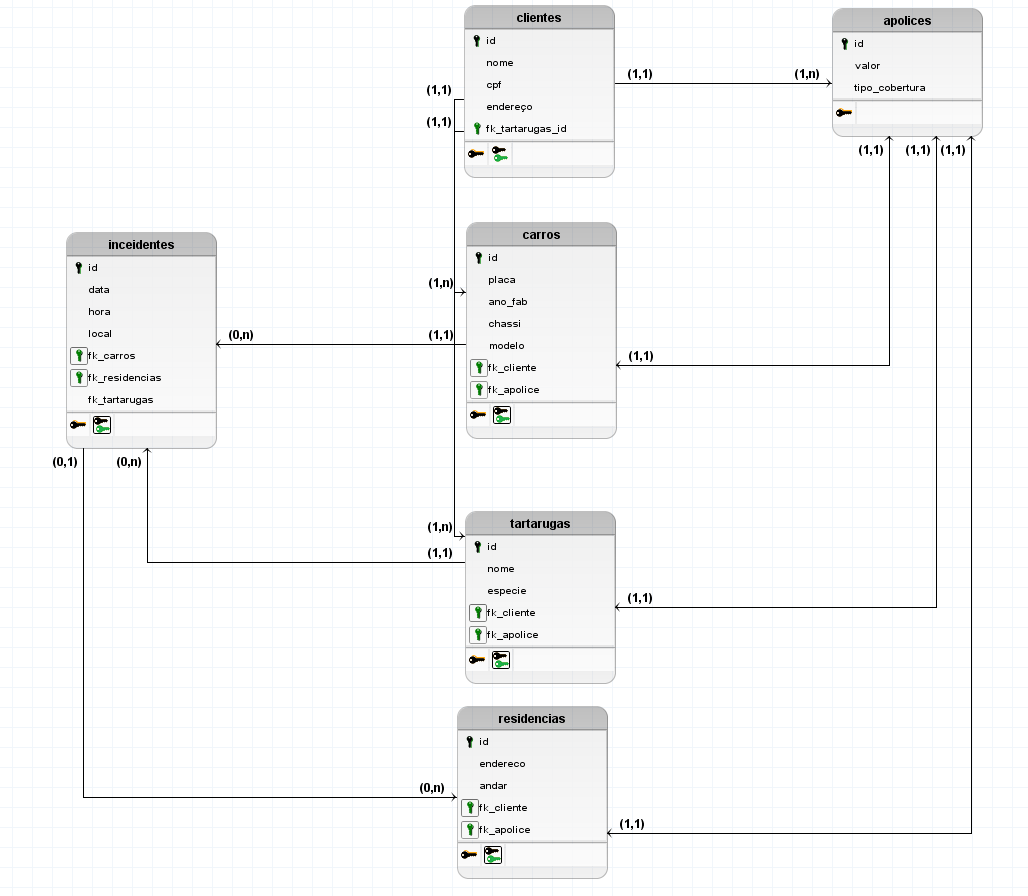 clientes
id
nome
cpf
endereço
fk_tartarugas_id
apolices
id
valor
tipo_cobertura
(1,1)
(1,n)
(1,1)
(1,1)
(1,1)
(1,1)
(1,1)
inceidentes
id
data
hora
local
fk_carros
fk_residencias
fk_tartarugas
carros
id
placa
ano_fab
chassi
modelo
fk_cliente
fk_apolice
(1,n)
(0,n)
(1,1)
(1,1)
(0,1)
(0,n)
(1,n)
(1,1)
tartarugas
id
nome
especie
fk_cliente
fk_apolice
(1,1)
residencias
id
endereco
andar
fk_cliente
fk_apolice
(0,n)
(1,1)